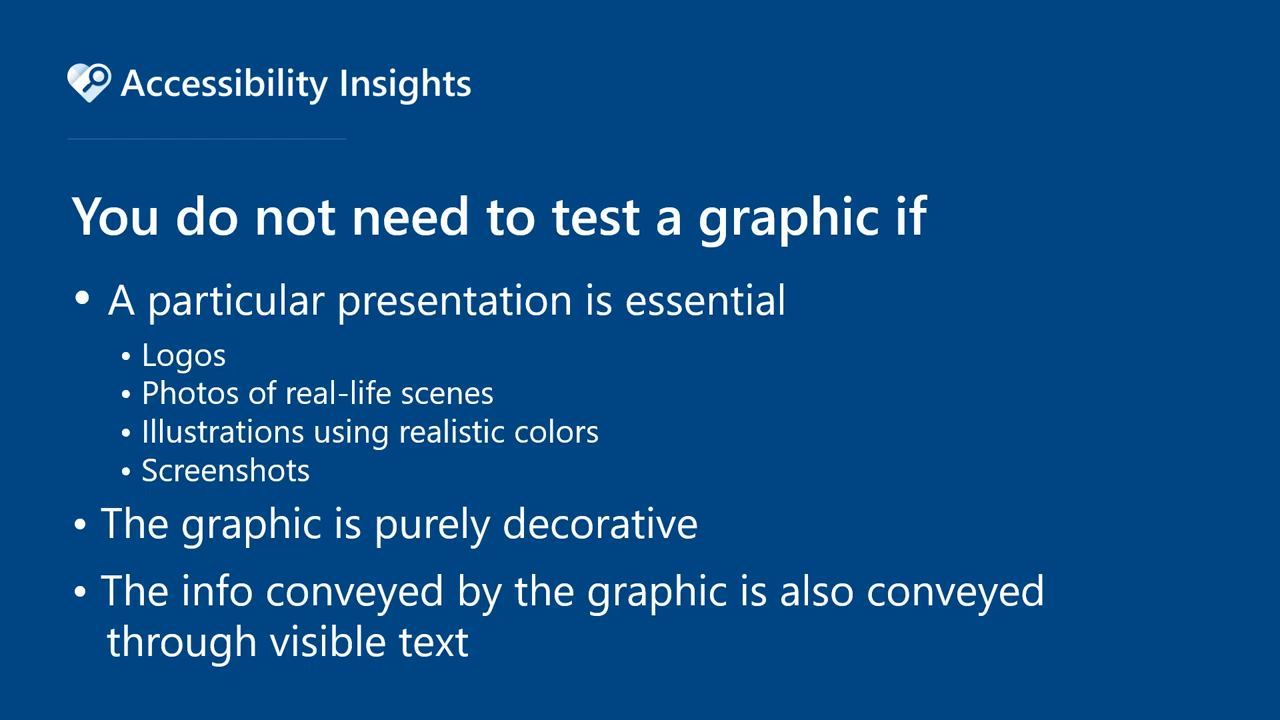 Accessibility Insights
You do not need to test a graphic if
• A particular presentation is essential
• Logos
• Photos of real-life scenes
• Illustrations using realistic colors
• Screenshots
• The graphic is purely decorative
• The info conveyed by the graphic is also conveyed
through visible text